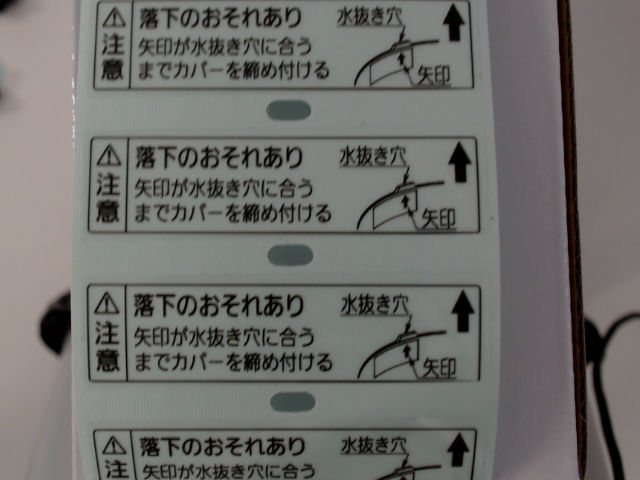 注意
落下のおそれあり
矢印が水抜き穴に合う
までカバーを締め付ける
水抜き穴
矢印
注意
落下のおそれあり
矢印が水抜き穴に合う
までカバーを締め付ける
水抜き穴
矢印
注意
落下のおそれあり
矢印が水抜き穴に合う
までカバーを締め付ける
水抜き穴
矢印
注
落下のおそれあり
矢印が水抜き穴に合う
水抜き穴